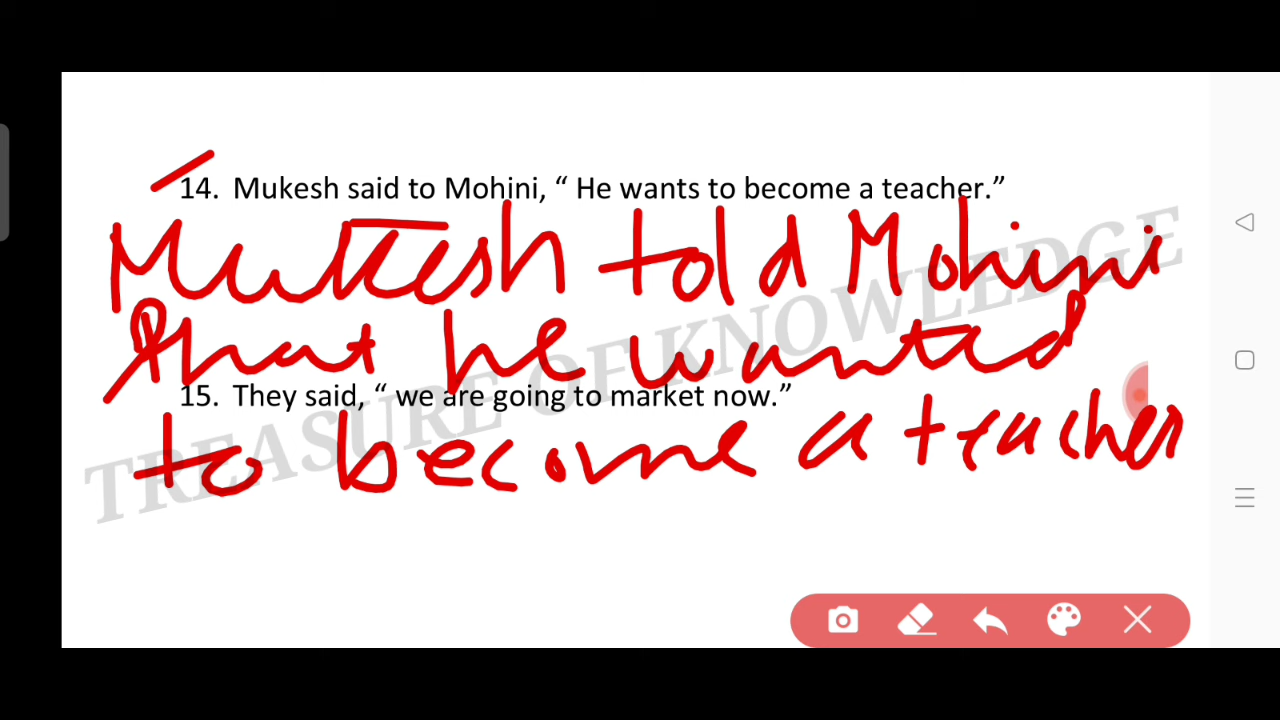 14. Mukesh said to Mohini, “ He wants to become a teacher.”
Mukesh told Mohini
that he wanted
15. They said, “ we are going to market now.”
to become a teacher
TREASURE OF KNOWLEDGE